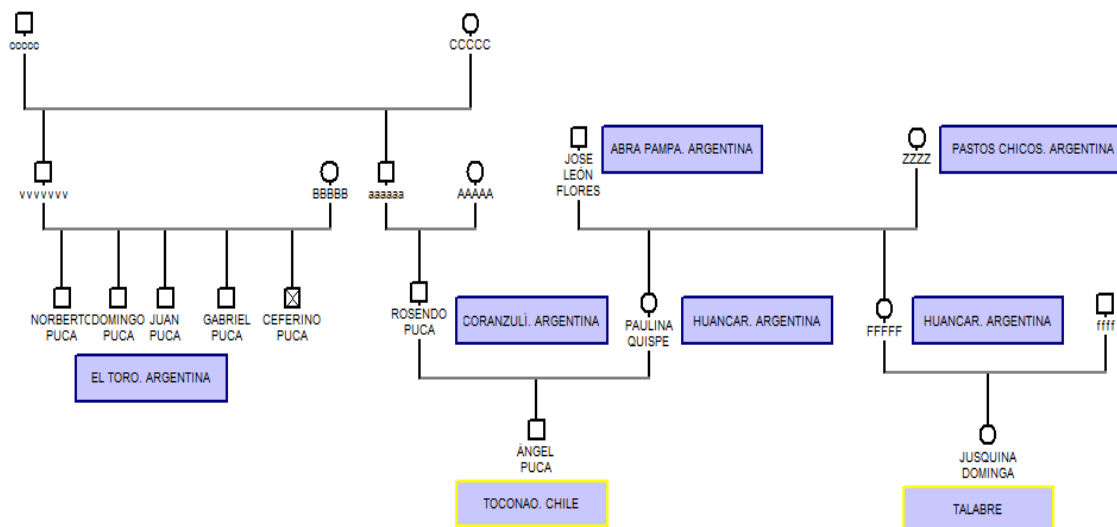 ccccc
CCCCC
JOSE
LEÓN
FLORES
ABRA PAMPA. ARGENTINA
ZZZZ
PASTOS CHICOS. ARGENTINA
vvvvvvv
BBBBB
aaaaaa
AAAAA
NORBERTO
PUCA
DOMINGO
PUCA
JUAN
PUCA
GABRIEL
PUCA
CEFERINO
PUCA
EL TORO. ARGENTINA
ROSENDO
PUCA
CORANZULÌ. ARGENTINA
PAULINA
QUISPE
HUANCAR. ARGENTINA
FFFFF
HUANCAR. ARGENTINA
ffff
ÁNGEL
PUCA
TOCONAO. CHILE
JUSQUINA
DOMINGA
TALABRE